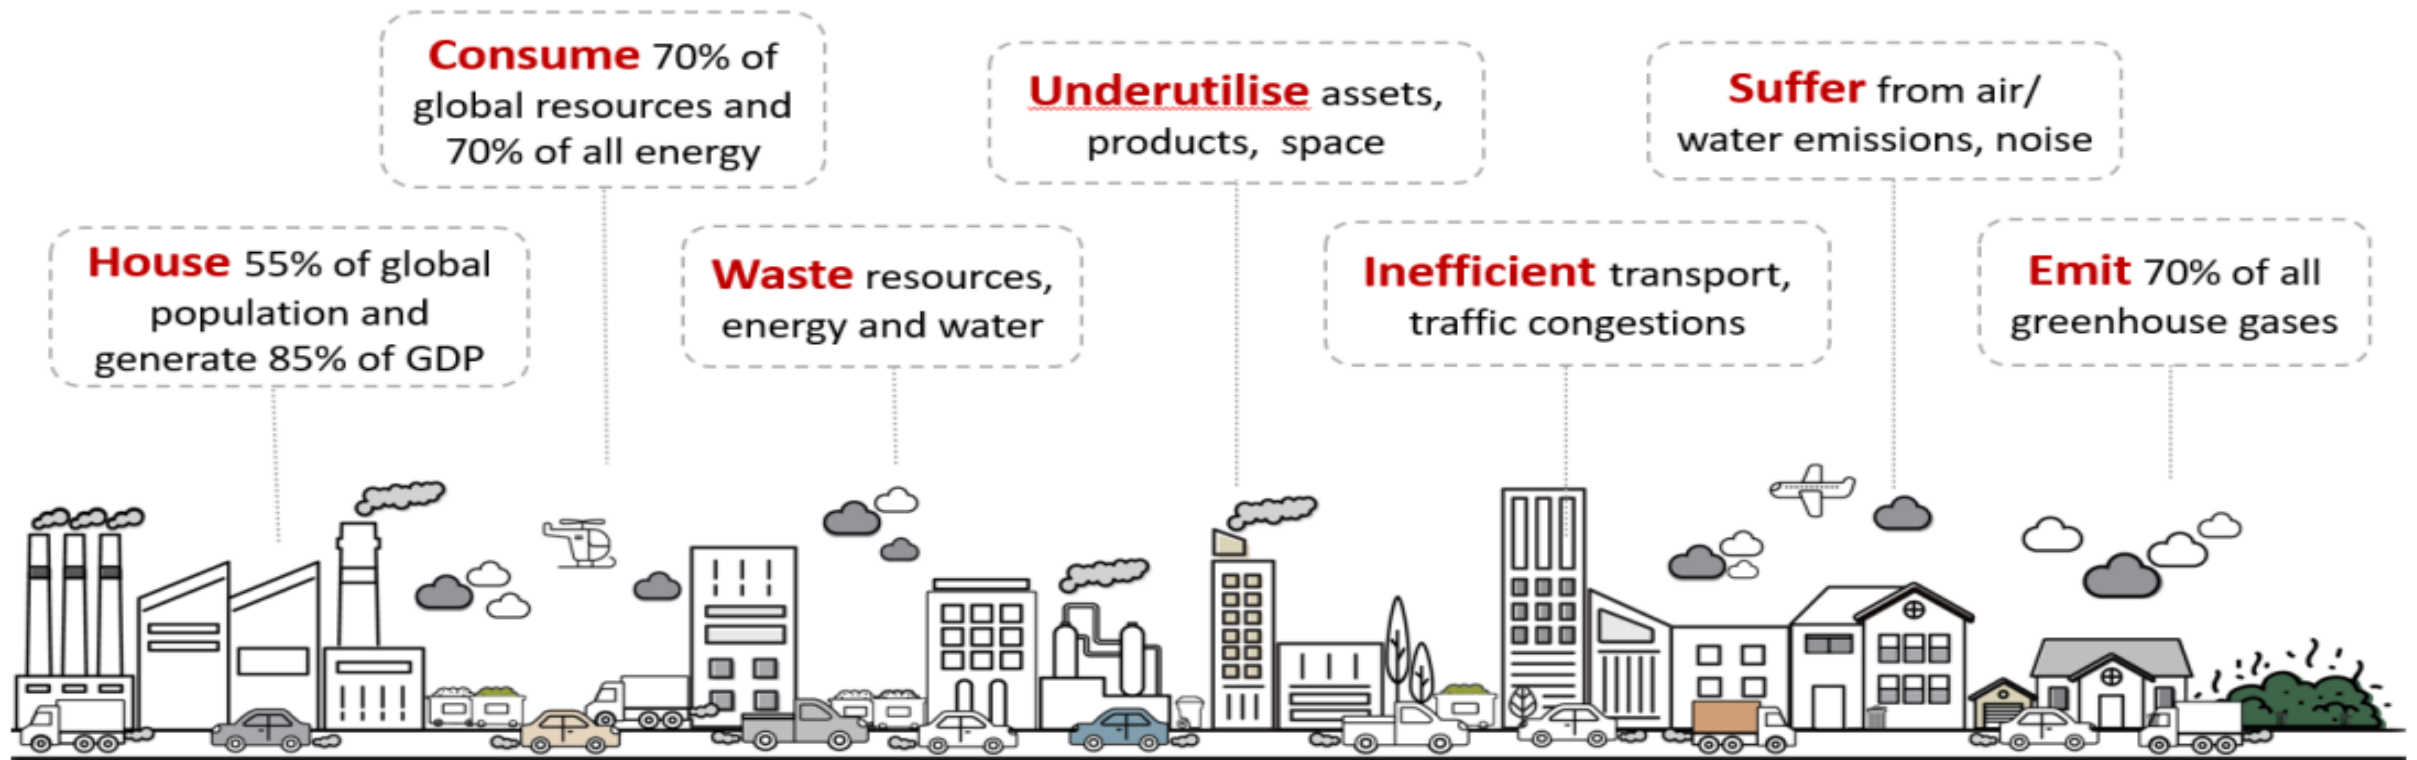 House 55% of global
population and
generate 85% of GDP
Consume 70% of
global resources and
70% of all energy
Waste resources,
energy and water
Underutilise assets,
products, space
Inefficient transport,
traffic congestions
Suffer from air/
water emissions, noise
Emit 70% of all
greenhouse gases